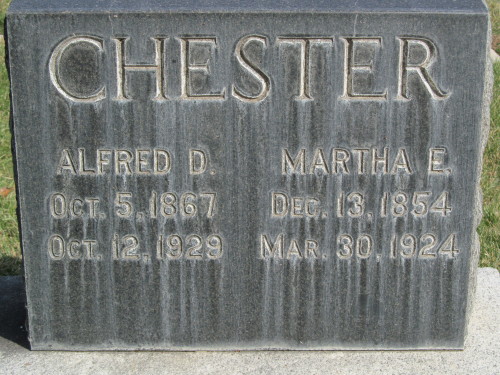 CHESTER
ALFRED D. MARTHA E.
OCT. 5, 1867 DEC. 13, 1854
OCT. 12, 1929 MAR. 30, 1924